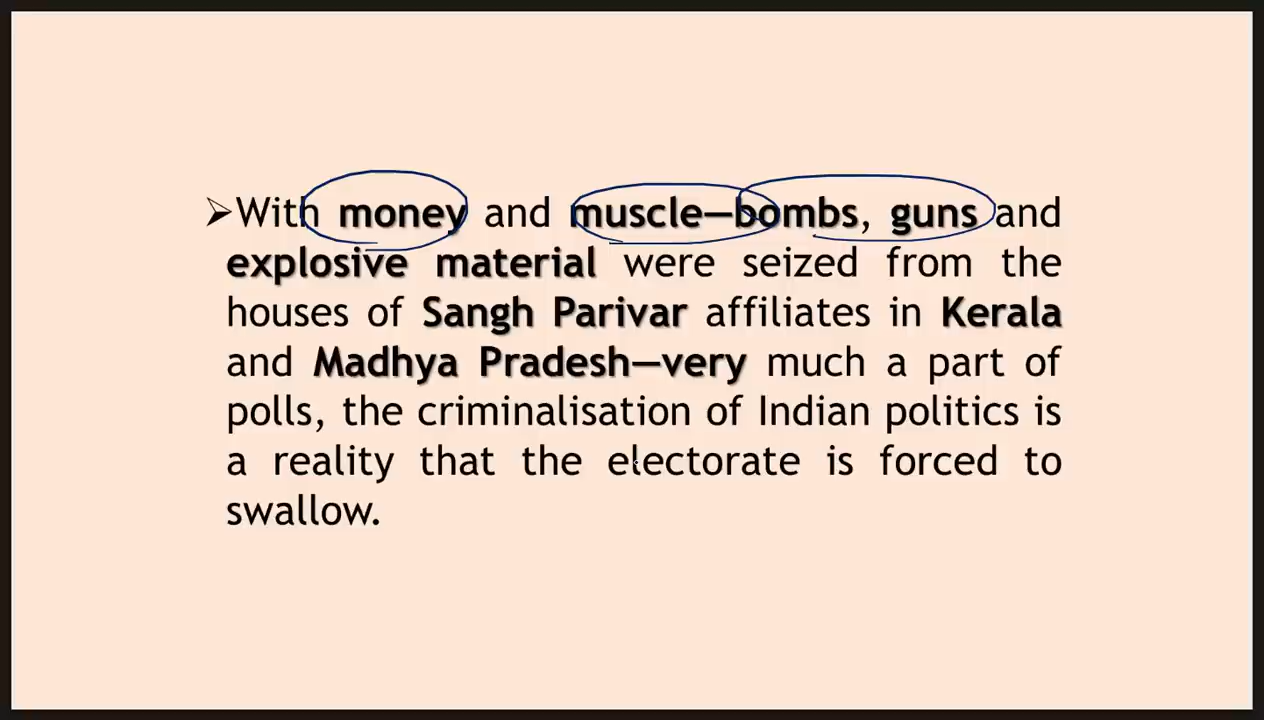 ➢With money and muscle—bombs, guns and
explosive material were seized from the
houses of Sangh Parivar affiliates in Kerala
and Madhya Pradesh—very much a part of
polls, the criminalisation of Indian politics is
a reality that the electorate is forced to
swallow.